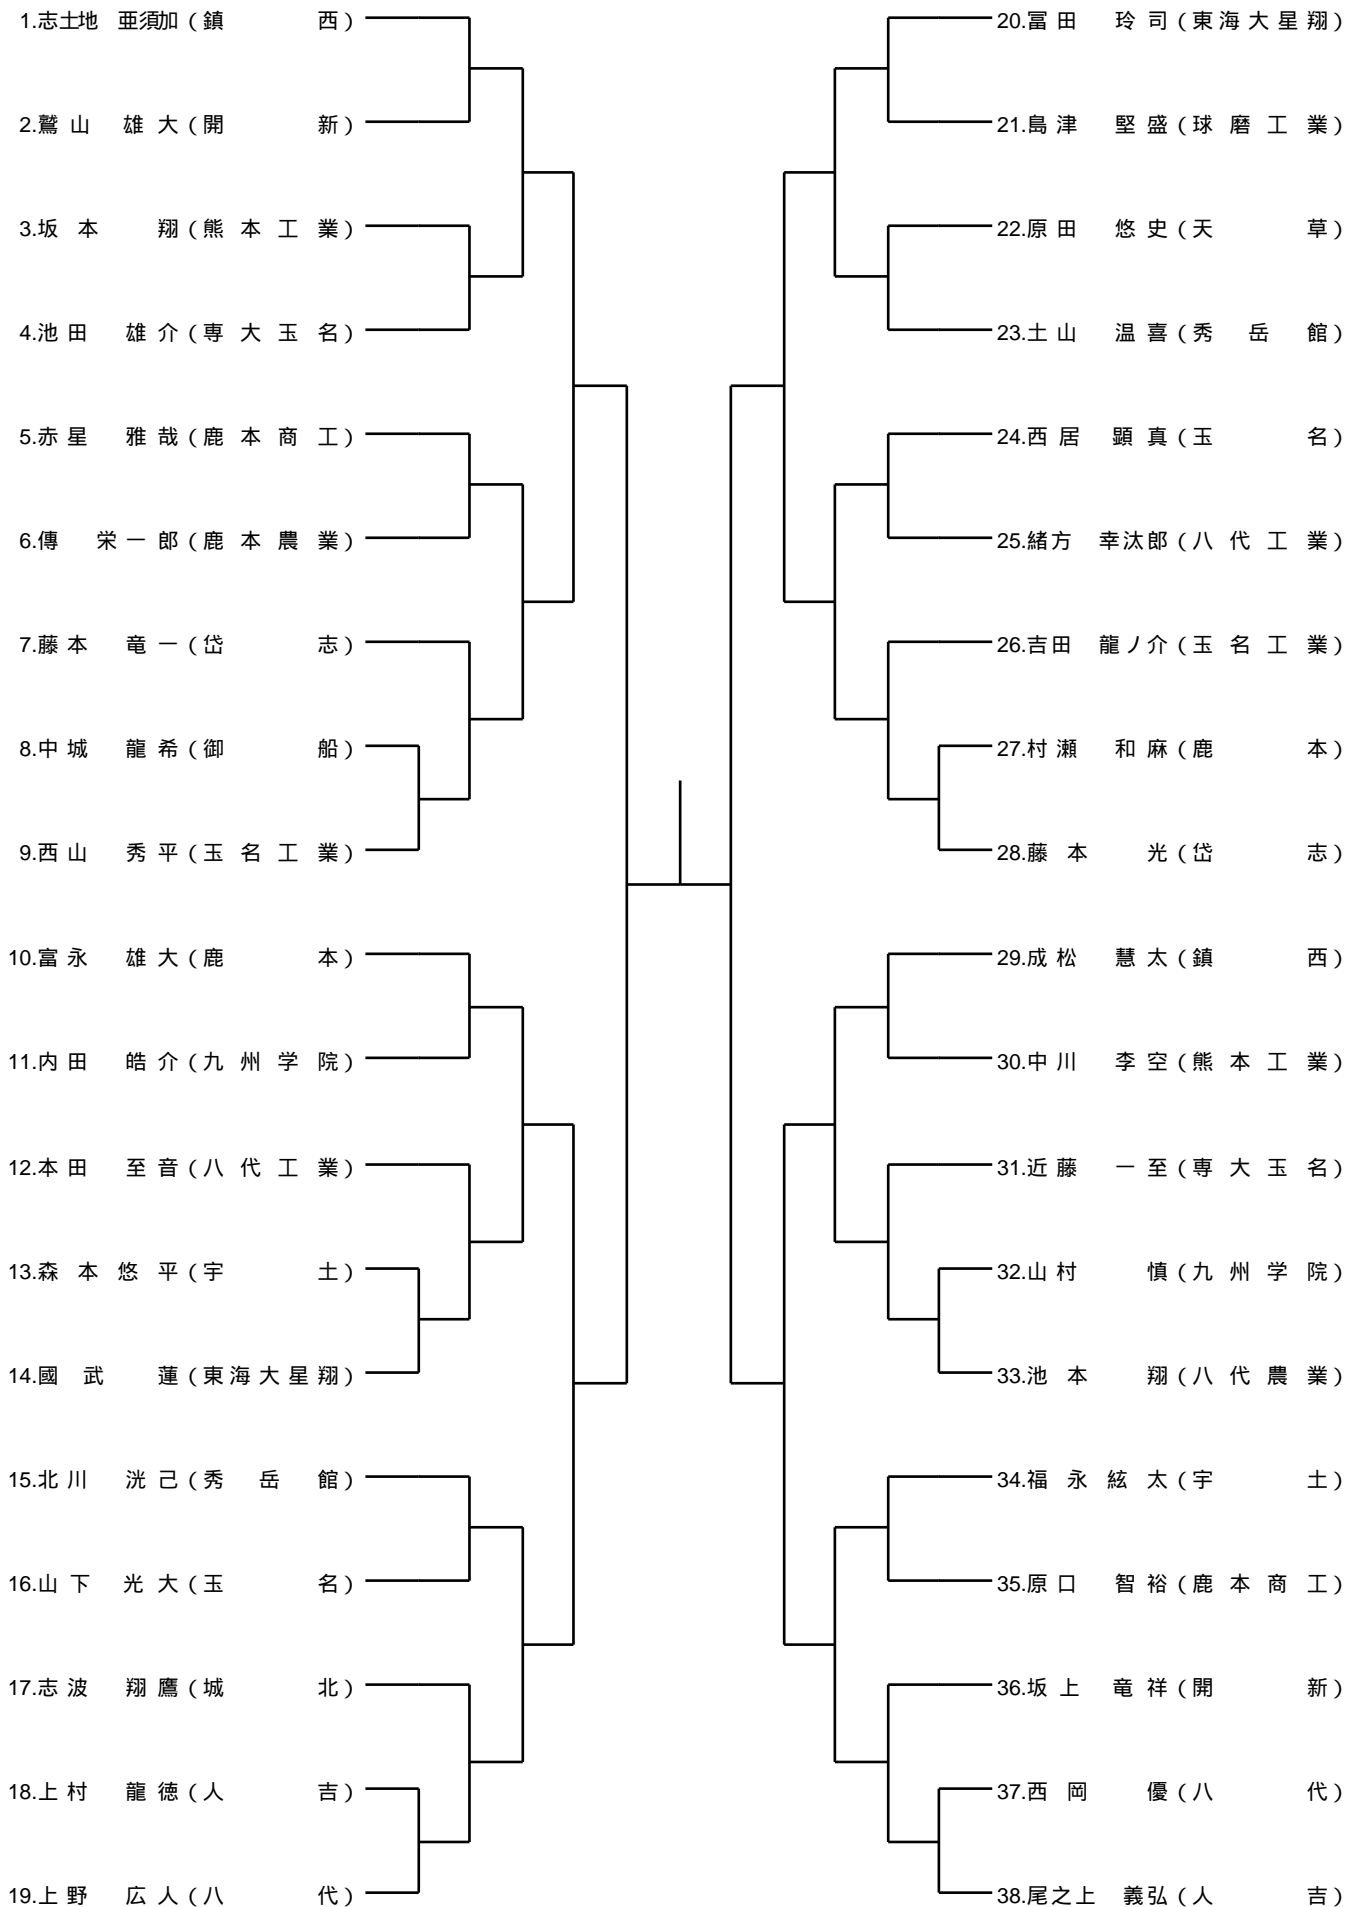 1.志土地 亜須加(鎮 西)
2.鷲山 雄大(開 新)
3.坂本 翔(熊本工業)
4.池田 雄介(専大玉名)
5.赤星 雅哉(鹿本商工)
6.傳 栄一郎(鹿本農業)
7.藤本 竜一(岱 志)
8.中城 龍希(御 船)
9.西山 秀平(玉名工業)
10.富永 雄大(鹿 本)
11.内田 皓介(九州学院)
12.本田 至音(八代工業)
13.森本悠平(宇 土)
14.國武 蓮(東海大星翔)
15.北川 洸己(秀岳館)
16.山下 光大(玉 名)
17.志波 翔鷹(城 北)
18.上村 龍徳(人 吉)
19.上野 広人(八 代)
20.冨田 玲司(東海大星翔)
21.島津 堅盛(球磨工業)
22.原田 悠史(天 草)
23.土山 温喜(秀岳館)
24.西居 顕真(玉 名)
25.緒方 幸汰郎(八代工業)
26.吉田 龍ノ介(玉名工業)
27.村瀬 和麻(鹿 本)
28.藤本 光(岱 志)
29.成松 慧太(鎮 西)
30.中川 李空(熊本工業)
31.近藤 一至(専大玉名)
32.山村 慎(九州学院)
33.池本 翔(八代農業)
34.福永絃太(宇 土)
35.原口 智裕(鹿本商工)
36.坂上 竜祥(開 新)
37.西岡 優(八 代)
38.尾之上 義弘(人 吉)